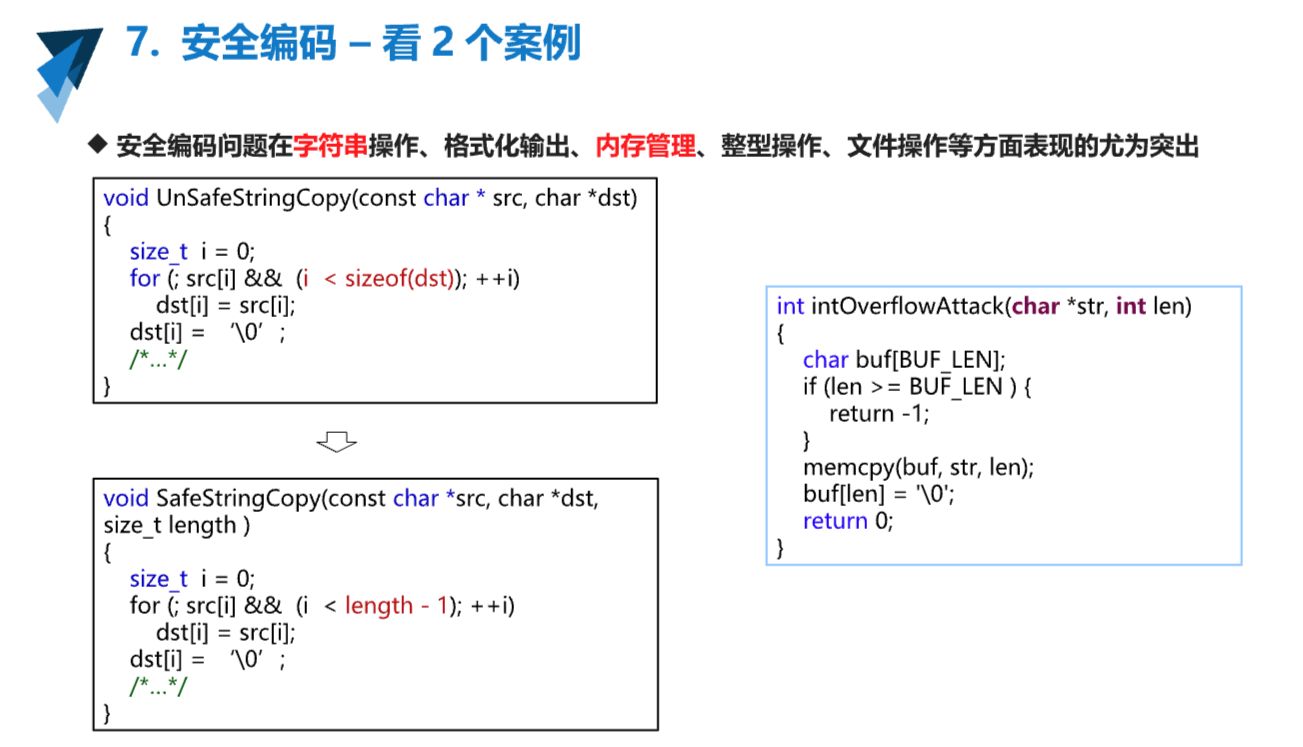 7. 安全编码 – 看 2 个案例
◆ 安全编码问题在字符串操作、格式化输出、内存管理、整型操作、文件操作等方面表现的尤为突出
void UnSafeStringCopy(const char * src, char *dst)
{
size_t i = 0;
for (; src[i] && (i < sizeof(dst)); ++i)
dst[i] = src[i];
dst[i] = ‘\0’ ;
/*...*/
}
void SafeStringCopy(const char *src, char *dst,
size_t length )
{
size_t i = 0;
for (; src[i] && (i < length - 1); ++i)
dst[i] = src[i];
dst[i] = ‘\0’ ;
/*...*/
}
int intOverflowAttack(char *str, int len)
{
char buf[BUF_LEN];
if (len >= BUF_LEN ) {
return -1;
}
memcpy(buf, str, len);
buf[len] = '\0';
return 0;
}